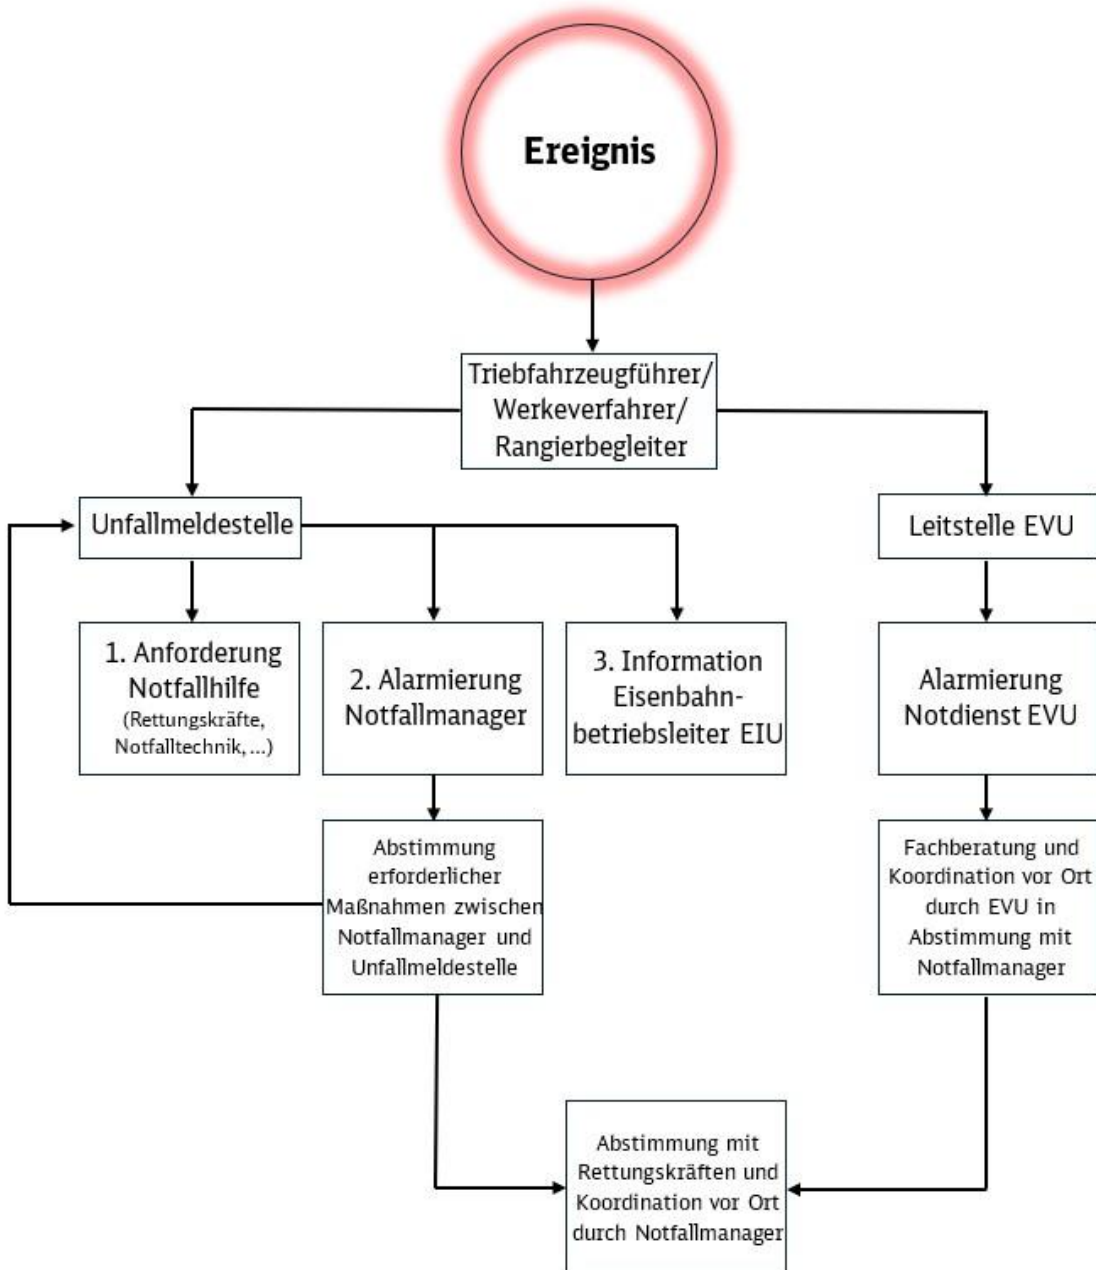 Ereignis
Triebfahrzeugführer/
Werkeverfahrer/
Rangierbegleiter
Unfallmeldestelle
Leitstelle EVU
1. Anforderung
Notfallhilfe
(Rettungskräfte,
Notfalltechnik, ...)
2. Alarmierung
Notfallmanager
3. Information
Eisenbahn-
betriebsleiter EIU
Alarmierung
Notdienst EVU
Abstimmung
erforderlicher
Maßnahmen zwischen
Notfallmanager und
Unfallmeldestelle
Fachberatung und
Koordination vor Ort
durch EVU in
Abstimmung mit
Notfallmanager
Abstimmung mit
Rettungskräften und
Koordination vor Ort
durch Notfallmanager